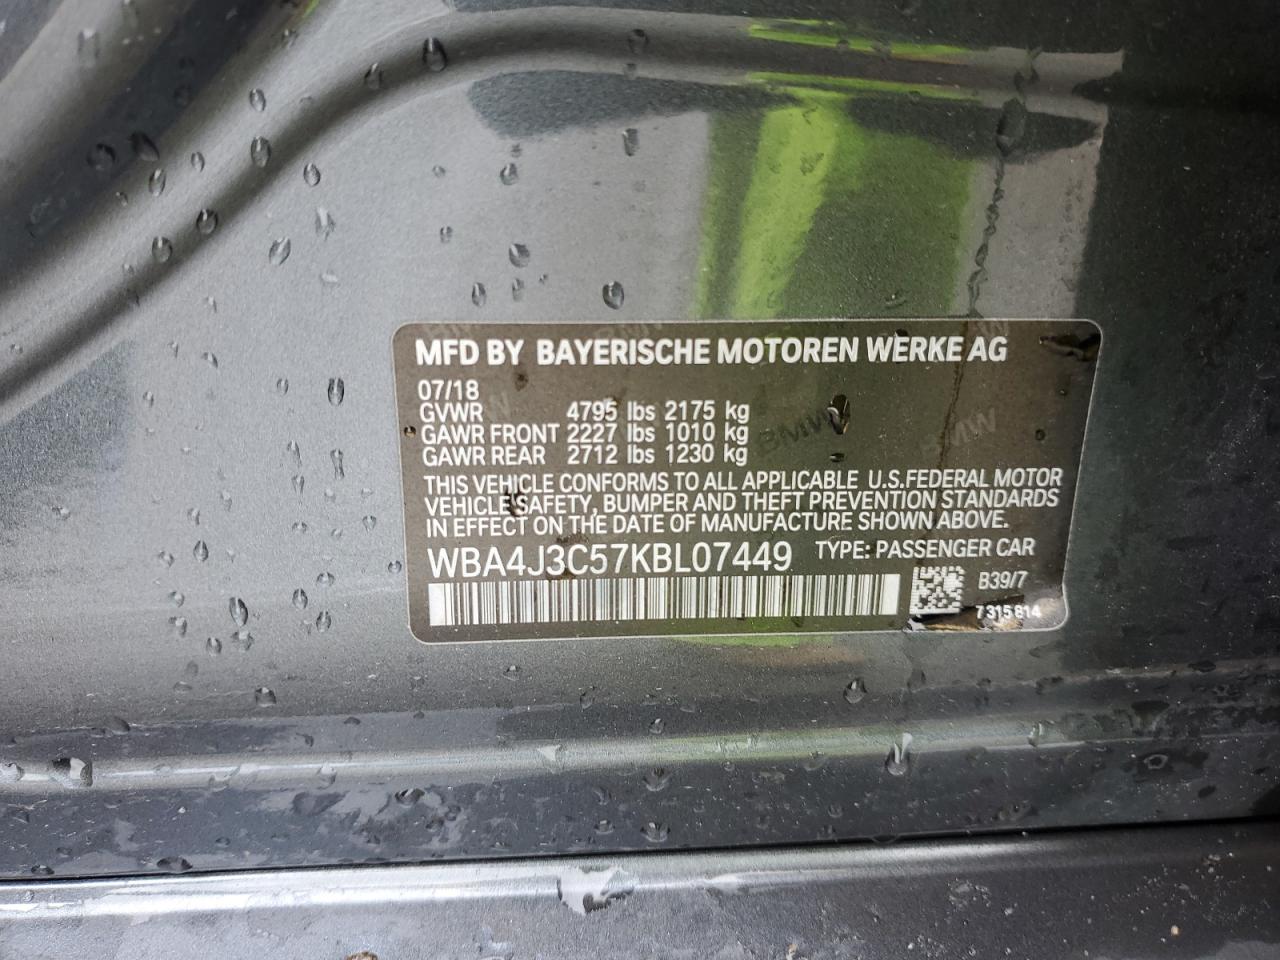 MFD BY BAYERISCHE MOTOREN WERKE AG
07/18
GVWR 4795 lbs 2175 kg
GAWR FRONT 2227 lbs 1010 kg
GAWR REAR 2712 lbs 1230 kg
THIS VEHICLE CONFORMS TO ALL APPLICABLE U.S.FEDERAL MOTOR
VEHICLE SAFETY, BUMPER AND THEFT PREVENTION STANDARDS
IN EFFECT ON THE DATE OF MANUFACTURE SHOWN ABOVE.
WBA4J3C57KBL07449 TYPE: PASSENGER CAR
B39/7
7315814